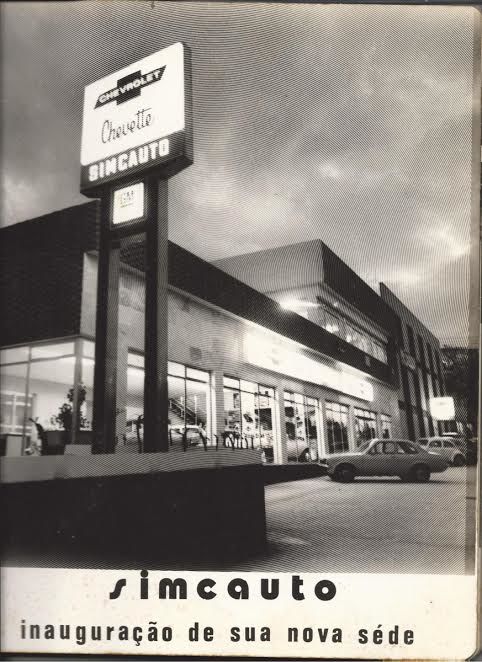 CHEVROLET
Chevette
SIMCAUTO
GM
simcauto
inauguração de sua nova séde